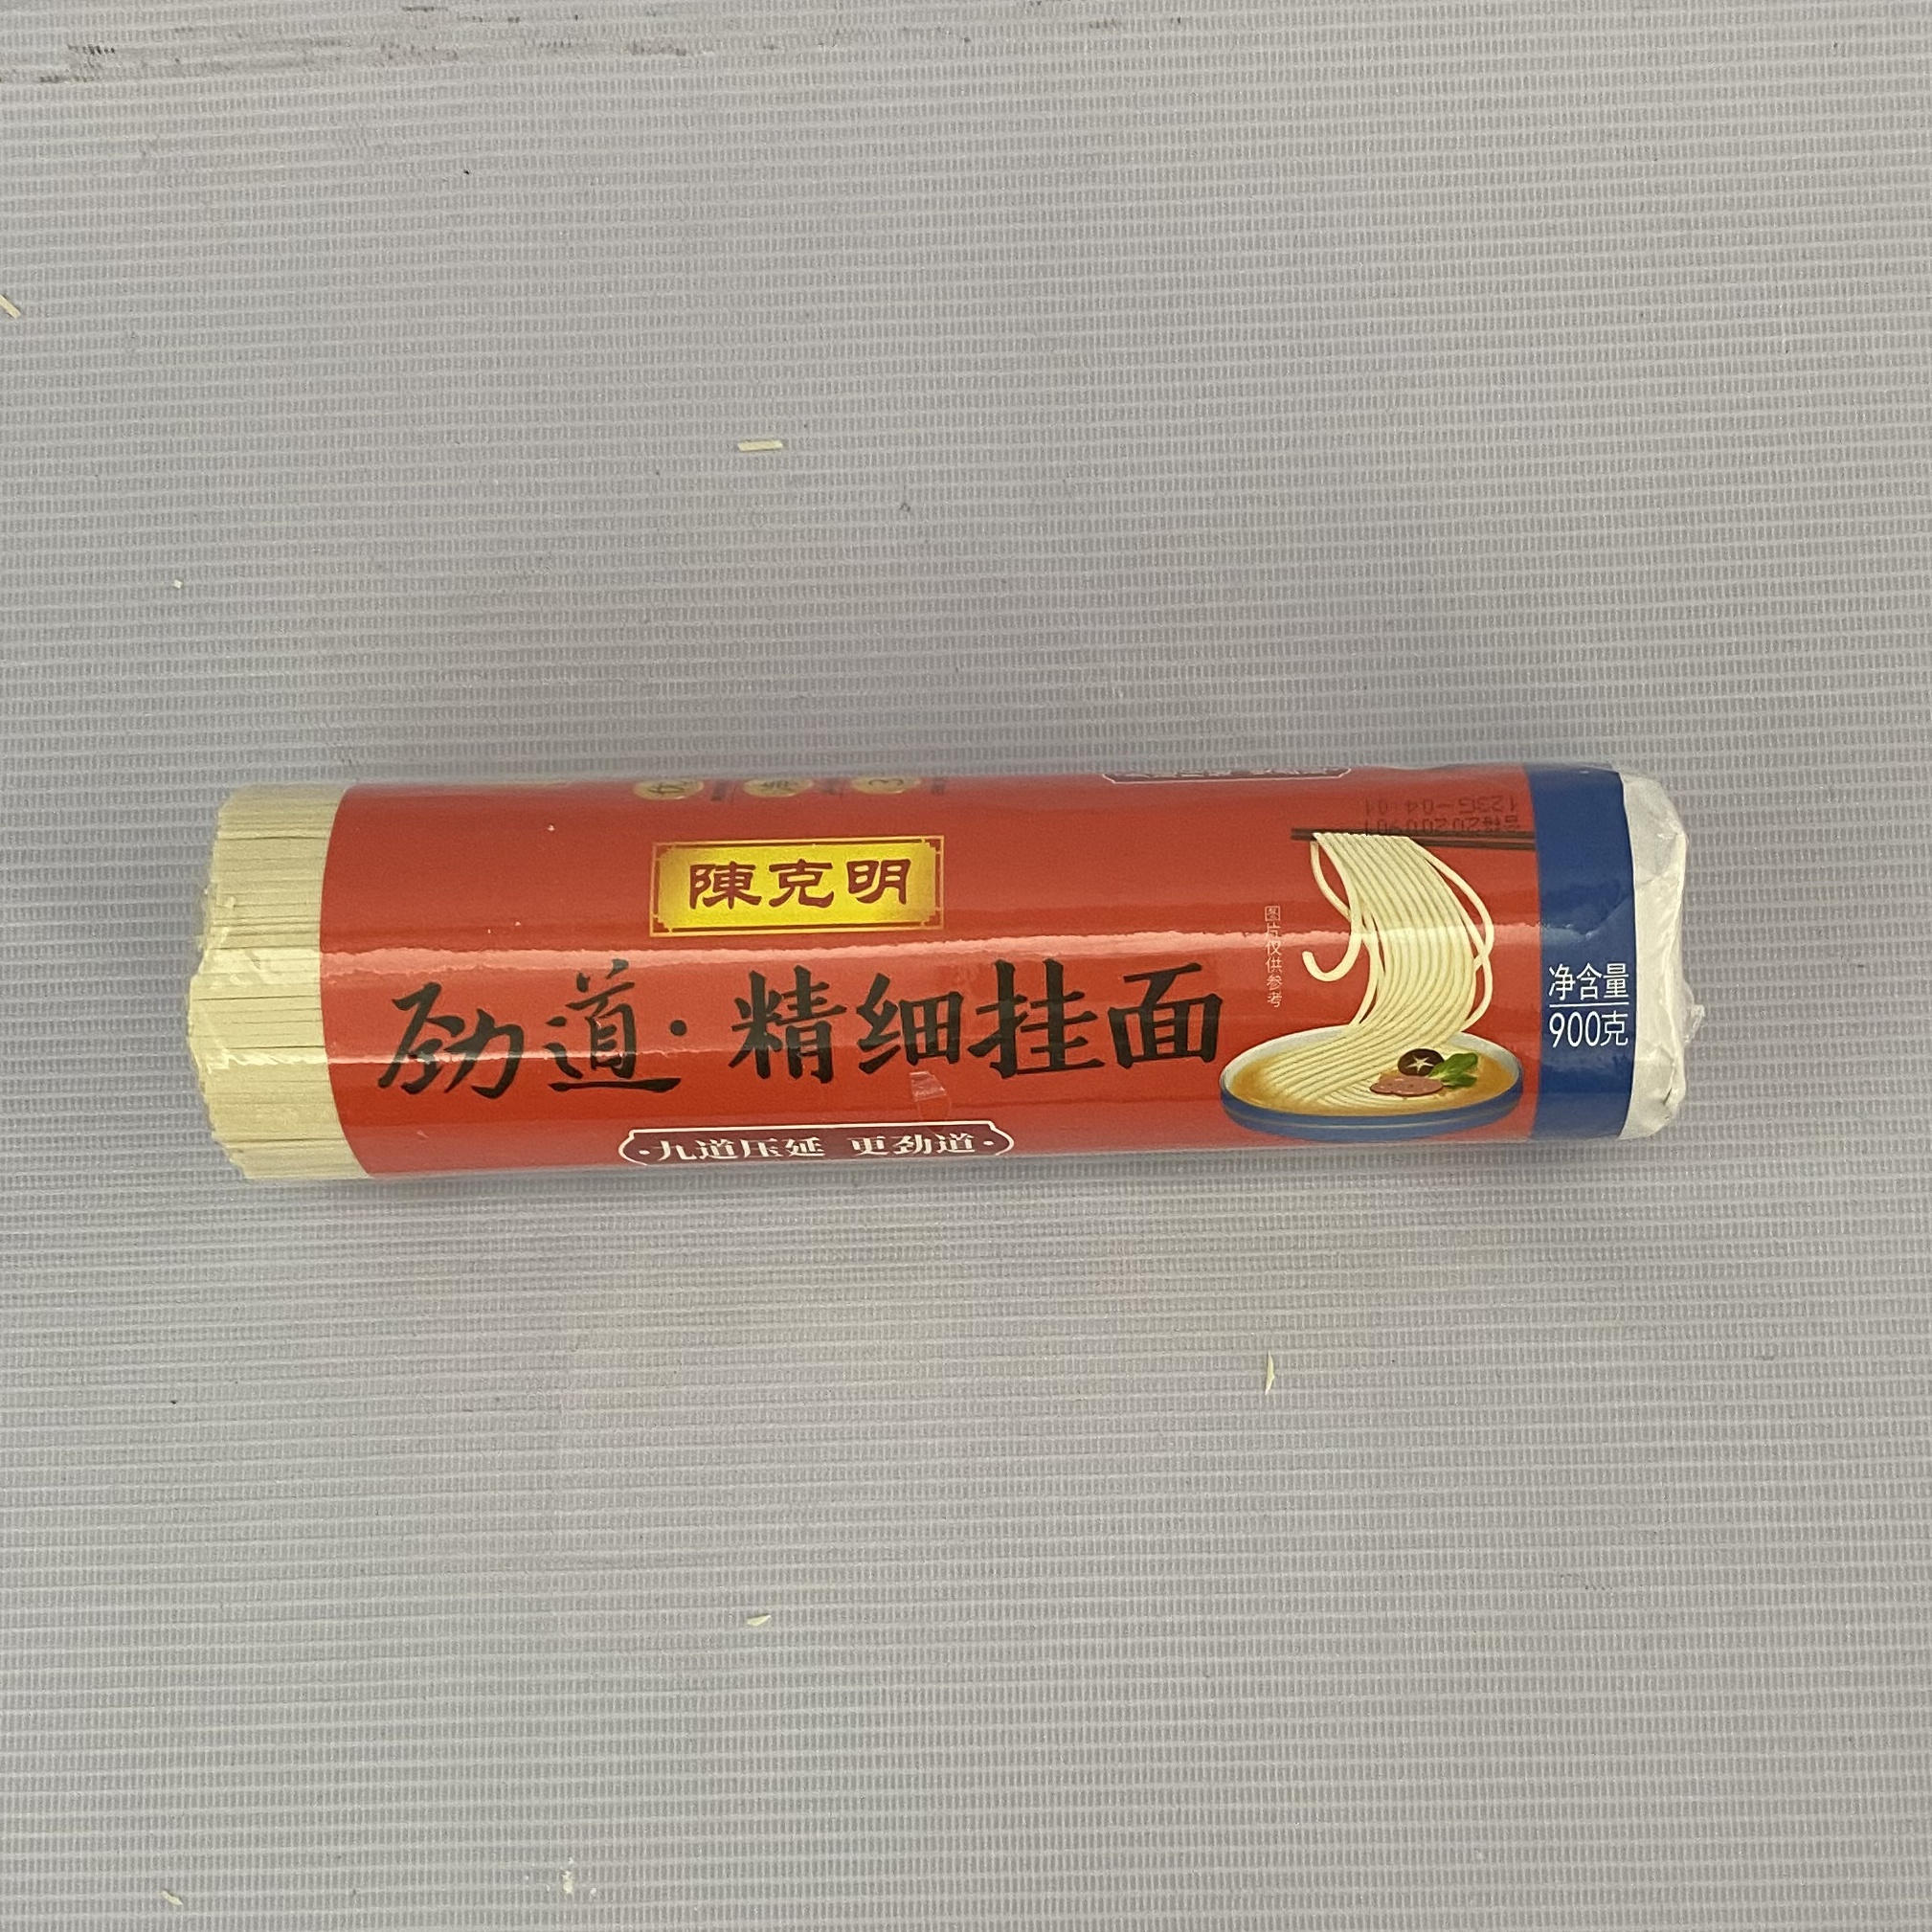 陳克明
劲道·精细挂面
·九道压延 更劲道·
图片仅供参考
净含量
900克